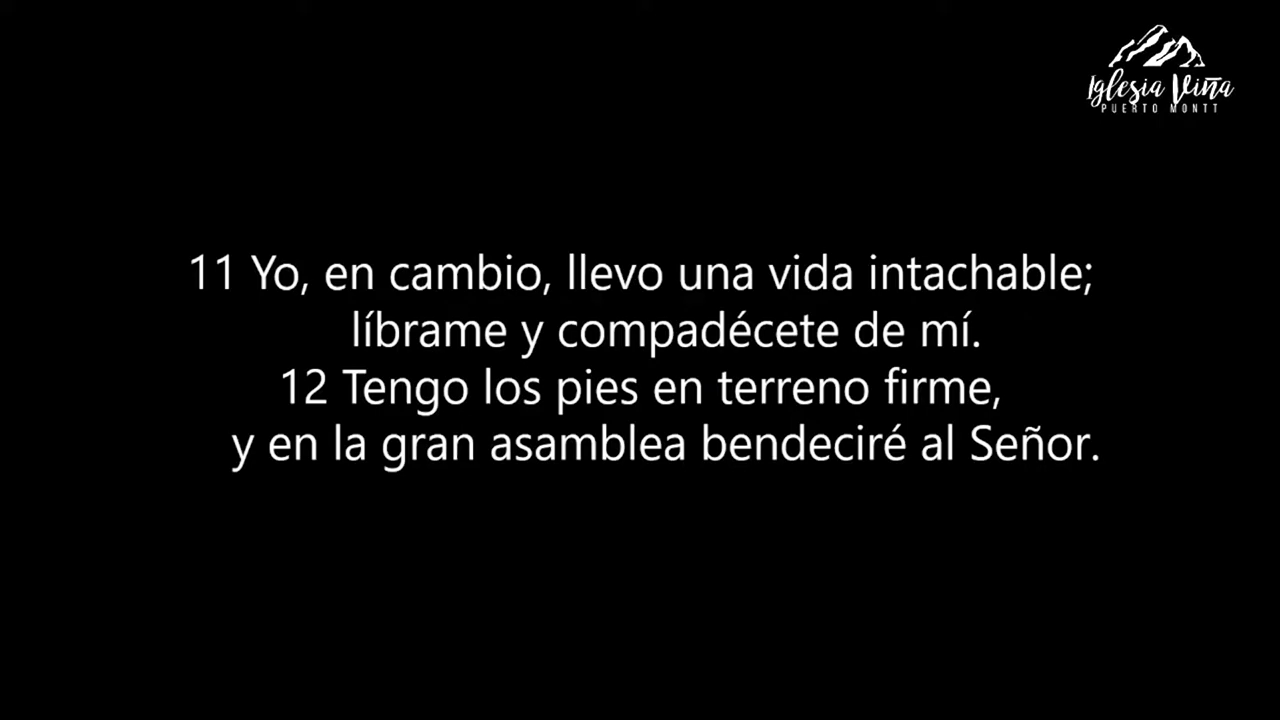 Iglesia Viña
PUERTO MONTT
11 Yo, en cambio, llevo una vida intachable;
líbrame y compadécete de mí.
12 Tengo los pies en terreno firme,
y en la gran asamblea bendeciré al Señor.